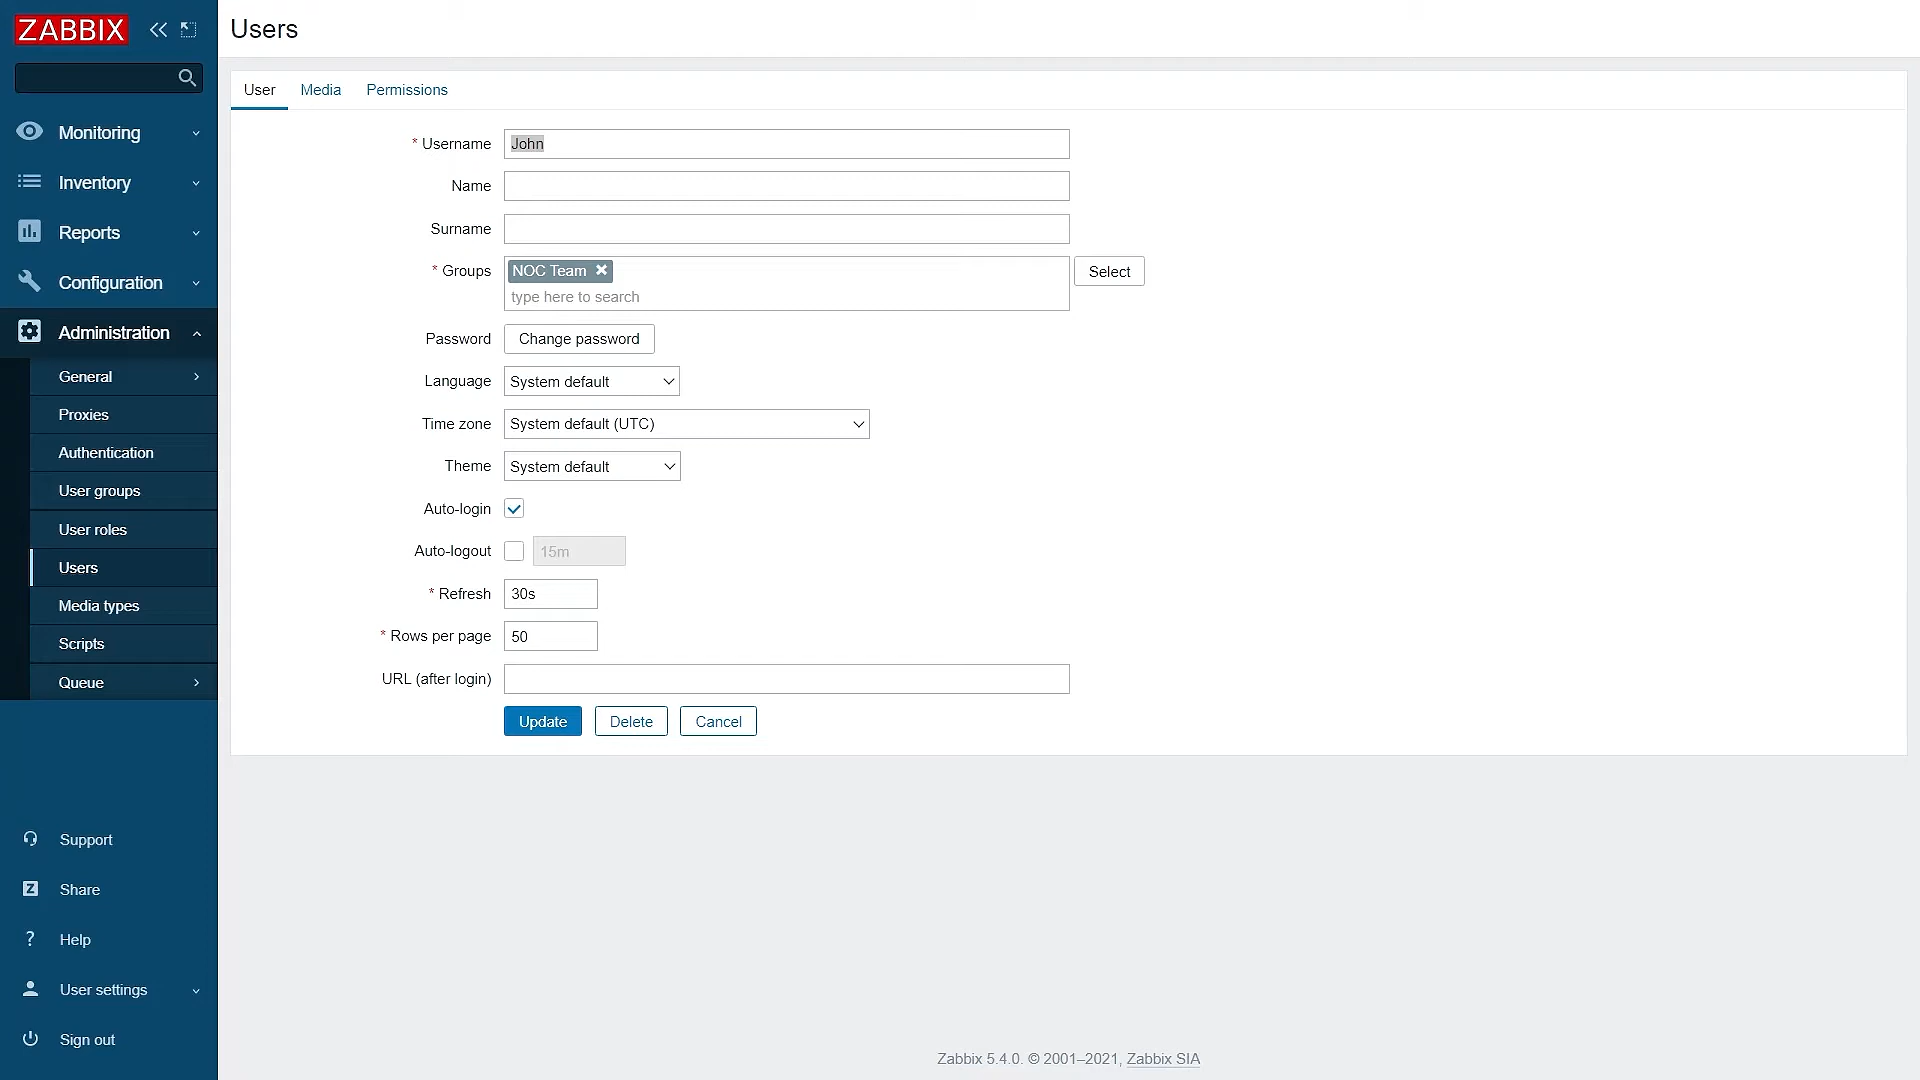 ZABBIX
Monitoring
Inventory
Reports
Configuration
Administration
General
Proxies
Authentication
User groups
User roles
Users
Media types
Scripts
Queue
Support
Z Share
? Help
User settings
Sign out
Users
User Media Permissions
* Username John
Name
Surname
* Groups NOC Team Select
type here to search
Password Change password
Language System default
Time zone System default (UTC)
Theme System default
Auto-login
Auto-logout 15m
* Refresh 30s
* Rows per page 50
URL (after login)
Update Delete Cancel
Zabbix 5.4.0. © 2001–2021, Zabbix SIA